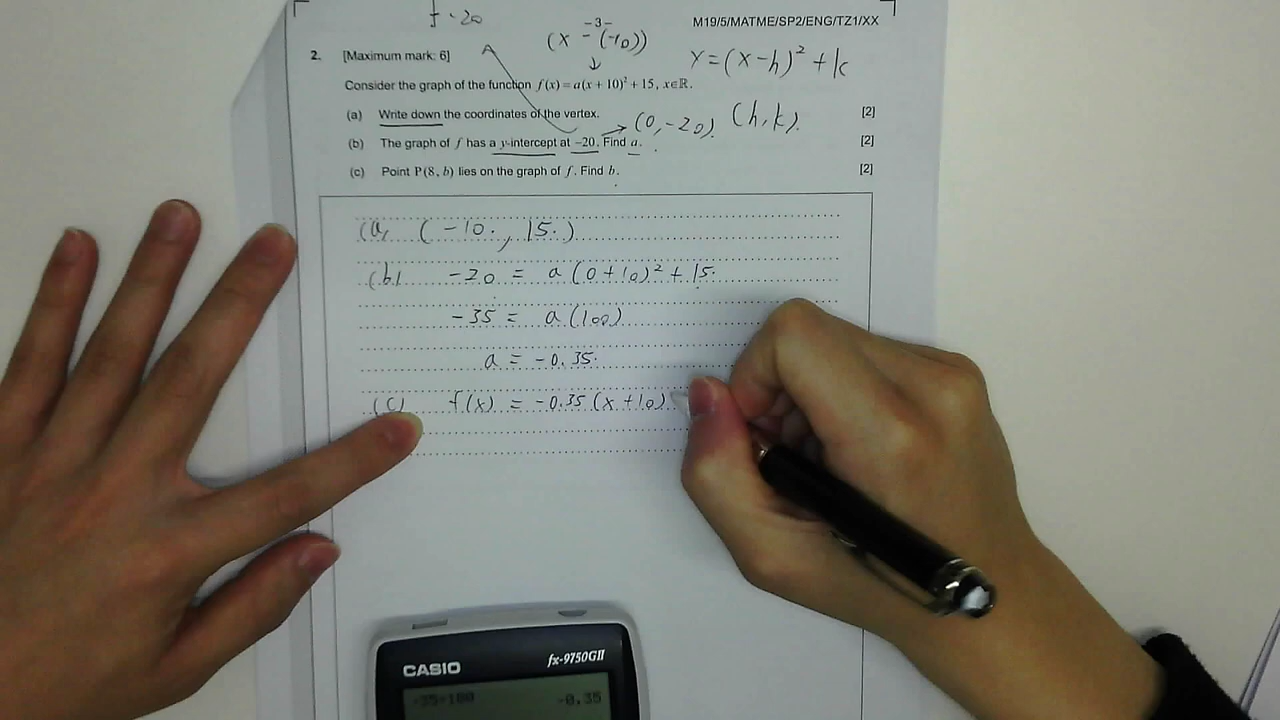 -3-
M19/5/MATME/SP2/ENG/TZ1/XX
(x - (-10))
y = (x-h)² + k
2. [Maximum mark: 6]
Consider the graph of the function f(x) = a(x + 10)² + 15, x∈ℝ.
(a) Write down the coordinates of the vertex. [2]
(h, k).
(b) The graph of f has a y-intercept at -20. Find a. [2]
→ (0, -20).
(c) Point P(8, b) lies on the graph of f. Find b. [2]
(a) (-10, 15)
(b) -20 = a(0+10)² + 15
-35 = a(100)
a = -0.35
(c) f(x) = -0.35(x+10)
CASIO fx-9750GII
-35÷100 -0.35